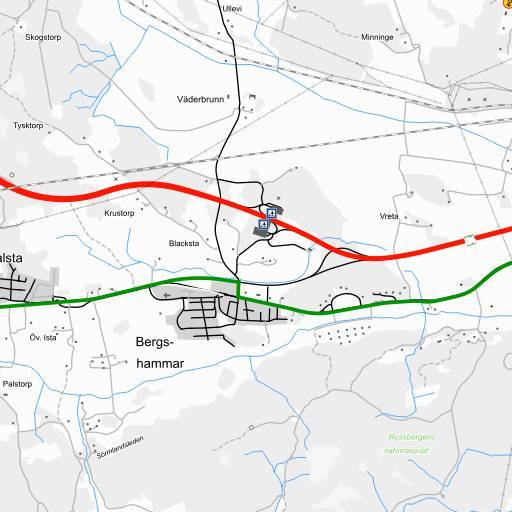 Ullevi
Skogstorp
Minninge
Väderbrunn
Tysktorp
Krustorp
Vreta
Blacksta
alsta
Öv. Ista
Bergs-
hammar
Palstorp
Sörmlandsleden
Ryssbergens
naturreservat